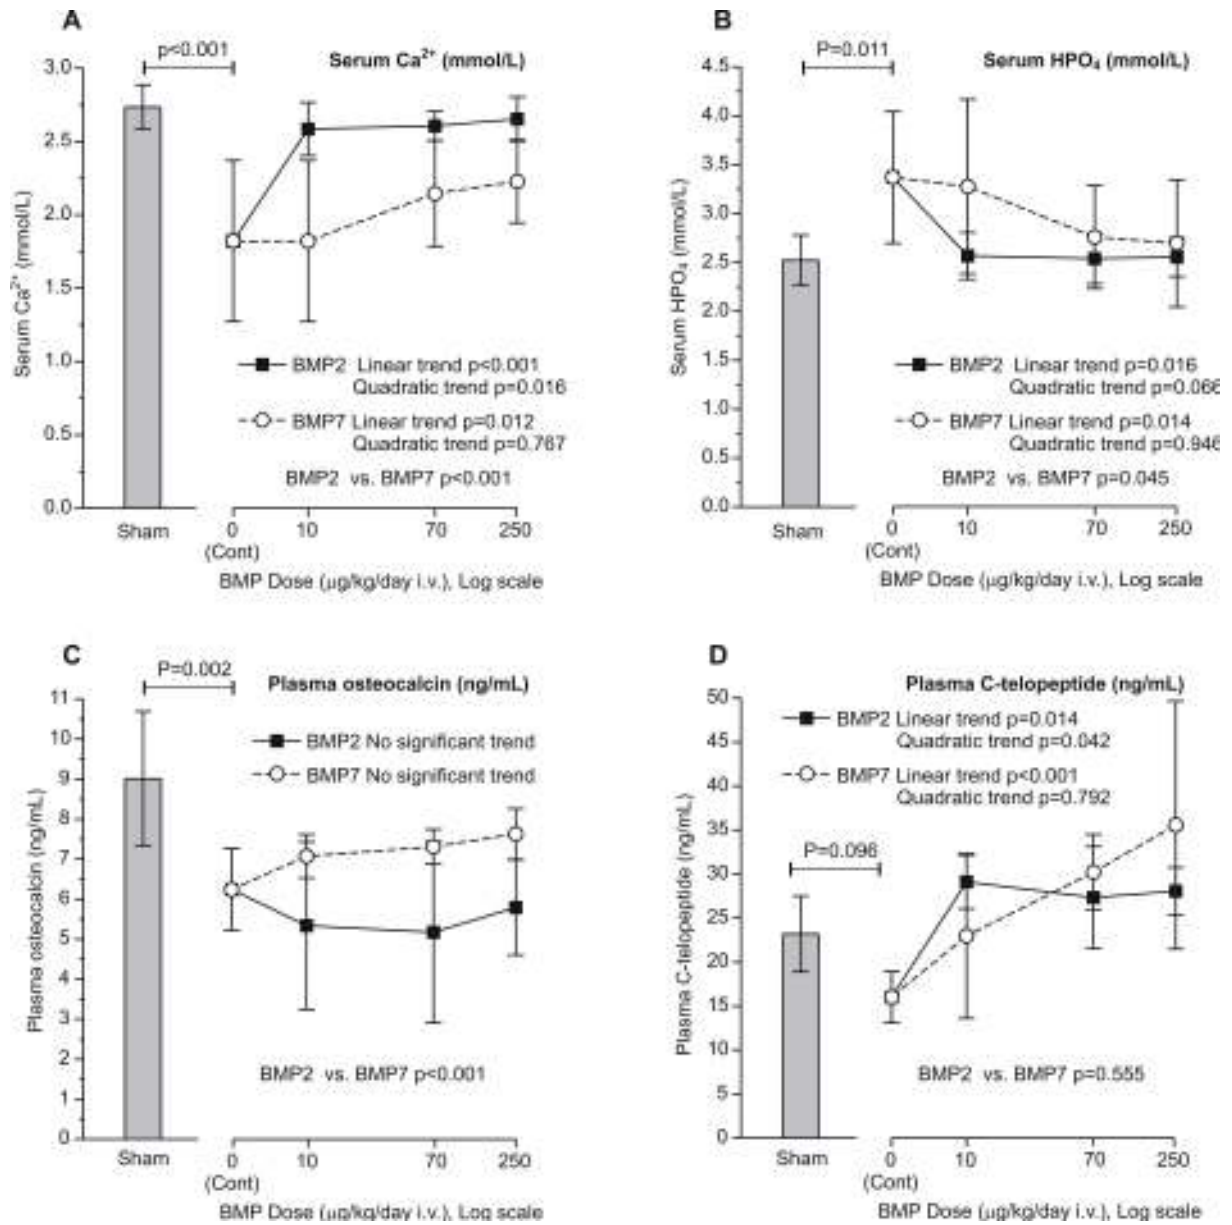 A
p<0.001
Serum Ca²⁺ (mmol/L)
3.0
2.5
2.0
1.5
1.0
0.5
0.0
Serum Ca²⁺ (mmol/L)
BMP2 Linear trend p<0.001
Quadratic trend p=0.016
BMP7 Linear trend p=0.012
Quadratic trend p=0.767
BMP2 vs. BMP7 p<0.001
Sham
0 10 70 250
(Cont)
BMP Dose (μg/kg/day i.v.), Log scale
B
P=0.011
Serum HPO₄ (mmol/L)
4.5
4.0
3.5
3.0
2.5
2.0
1.5
1.0
0.5
0.0
Serum HPO₄ (mmol/L)
BMP2 Linear trend p=0.016
Quadratic trend p=0.066
BMP7 Linear trend p=0.014
Quadratic trend p=0.946
BMP2 vs. BMP7 p=0.045
Sham
0 10 70 250
(Cont)
BMP Dose (μg/kg/day i.v.), Log scale
C
P=0.002
Plasma osteocalcin (ng/mL)
11
10
9
8
7
6
5
4
3
2
1
0
Plasma osteocalcin (ng/mL)
BMP2 No significant trend
BMP7 No significant trend
BMP2 vs. BMP7 p<0.001
Sham
0 10 70 250
(Cont)
BMP Dose (μg/kg/day i.v.), Log scale
D
Plasma C-telopeptide (ng/mL)
50
45
40
35
30
25
20
15
10
5
0
Plasma C-telopeptide (ng/mL)
BMP2 Linear trend p=0.014
Quadratic trend p=0.042
BMP7 Linear trend p<0.001
Quadratic trend p=0.792
P=0.096
BMP2 vs. BMP7 p=0.555
Sham
0 10 70 250
(Cont)
BMP Dose (μg/kg/day i.v.), Log scale